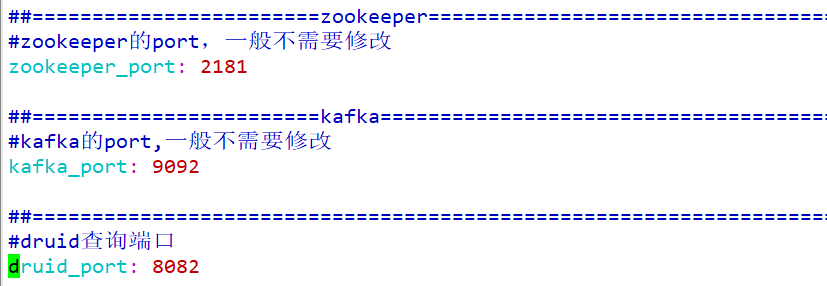 ##========================zookeeper==================================
#zookeeper的port，一般不需要修改
zookeeper_port: 2181
##========================kafka======================================
#kafka的port,一般不需要修改
kafka_port: 9092
##===================================================================
#druid查询端口
druid_port: 8082